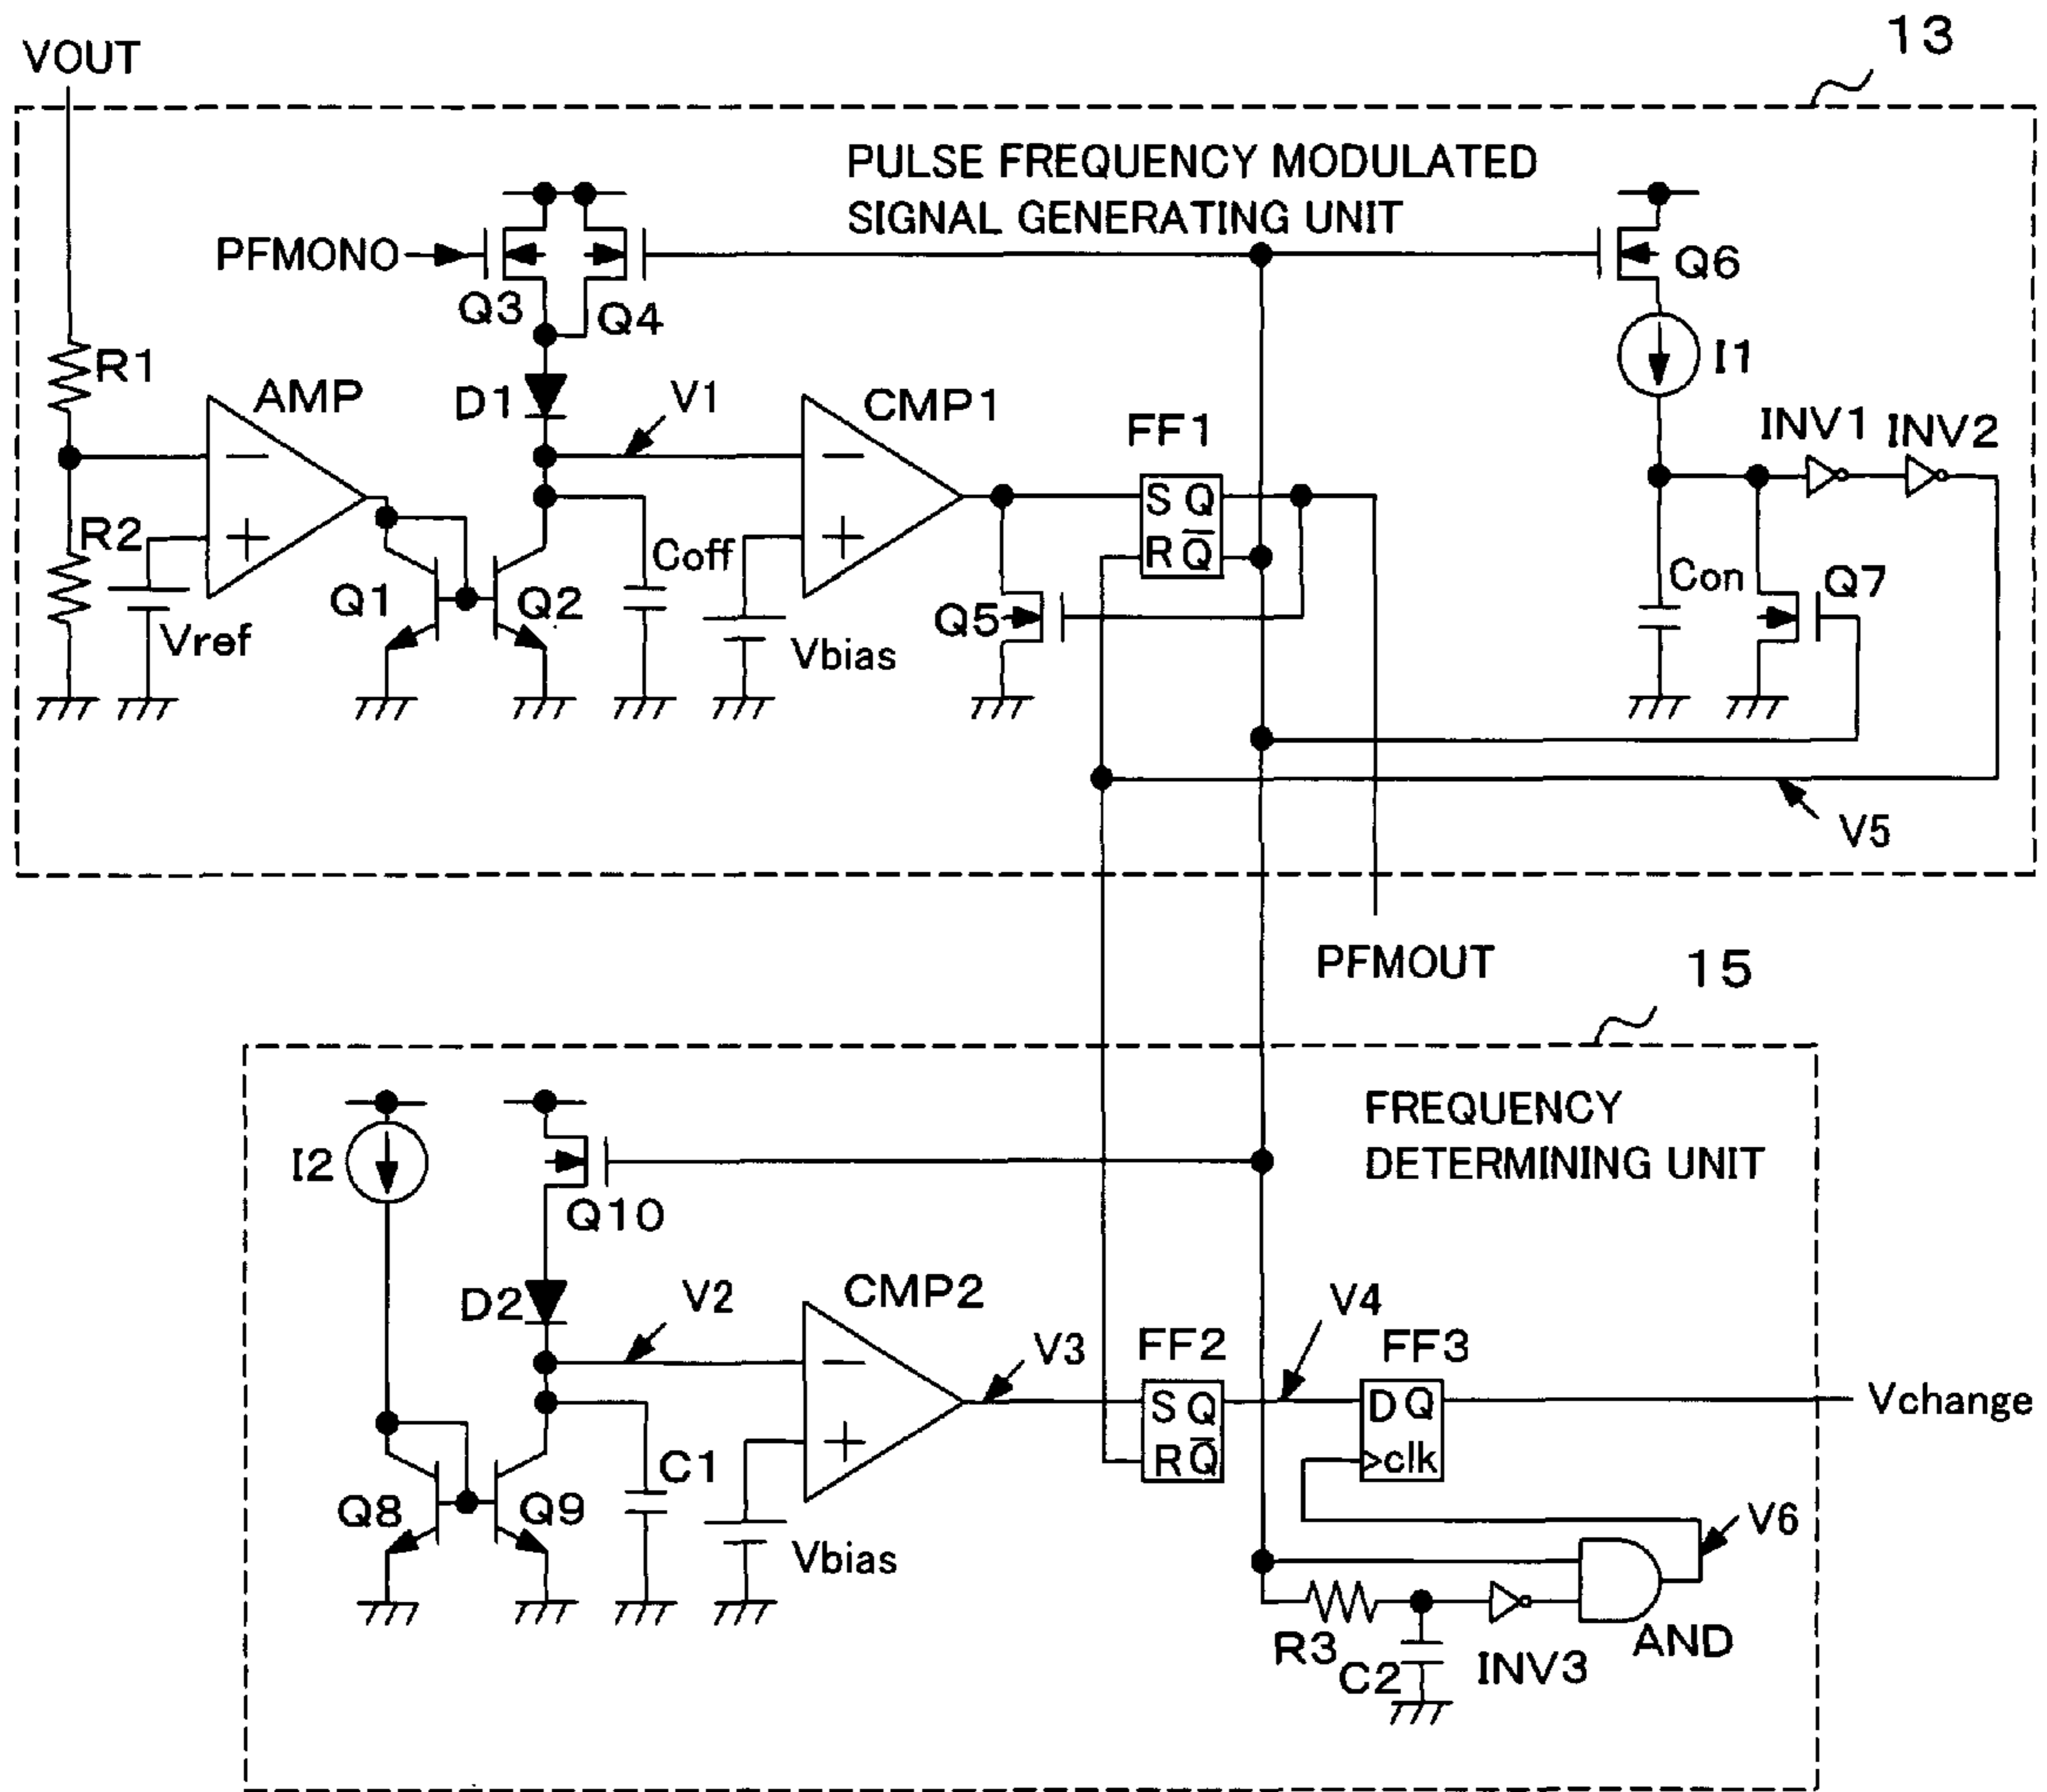 13
VOUT
PULSE FREQUENCY MODULATED
SIGNAL GENERATING UNIT
PFMONO
Q3
Q4
Q6
R1
AMP
D1
V1
CMP1
FF1
I1
INV1
INV2
−
+
−
+
S Q
R Q̅
R2
Vref
Q1
Q2
Coff
Vbias
Q5
Con
Q7
V5
PFMOUT
15
FREQUENCY
DETERMINING UNIT
I2
Q10
D2
V2
CMP2
V3
FF2
V4
FF3
−
+
S Q
R Q̅
D Q
clk
Vchange
Q8
Q9
C1
Vbias
V6
R3
C2
INV3
AND